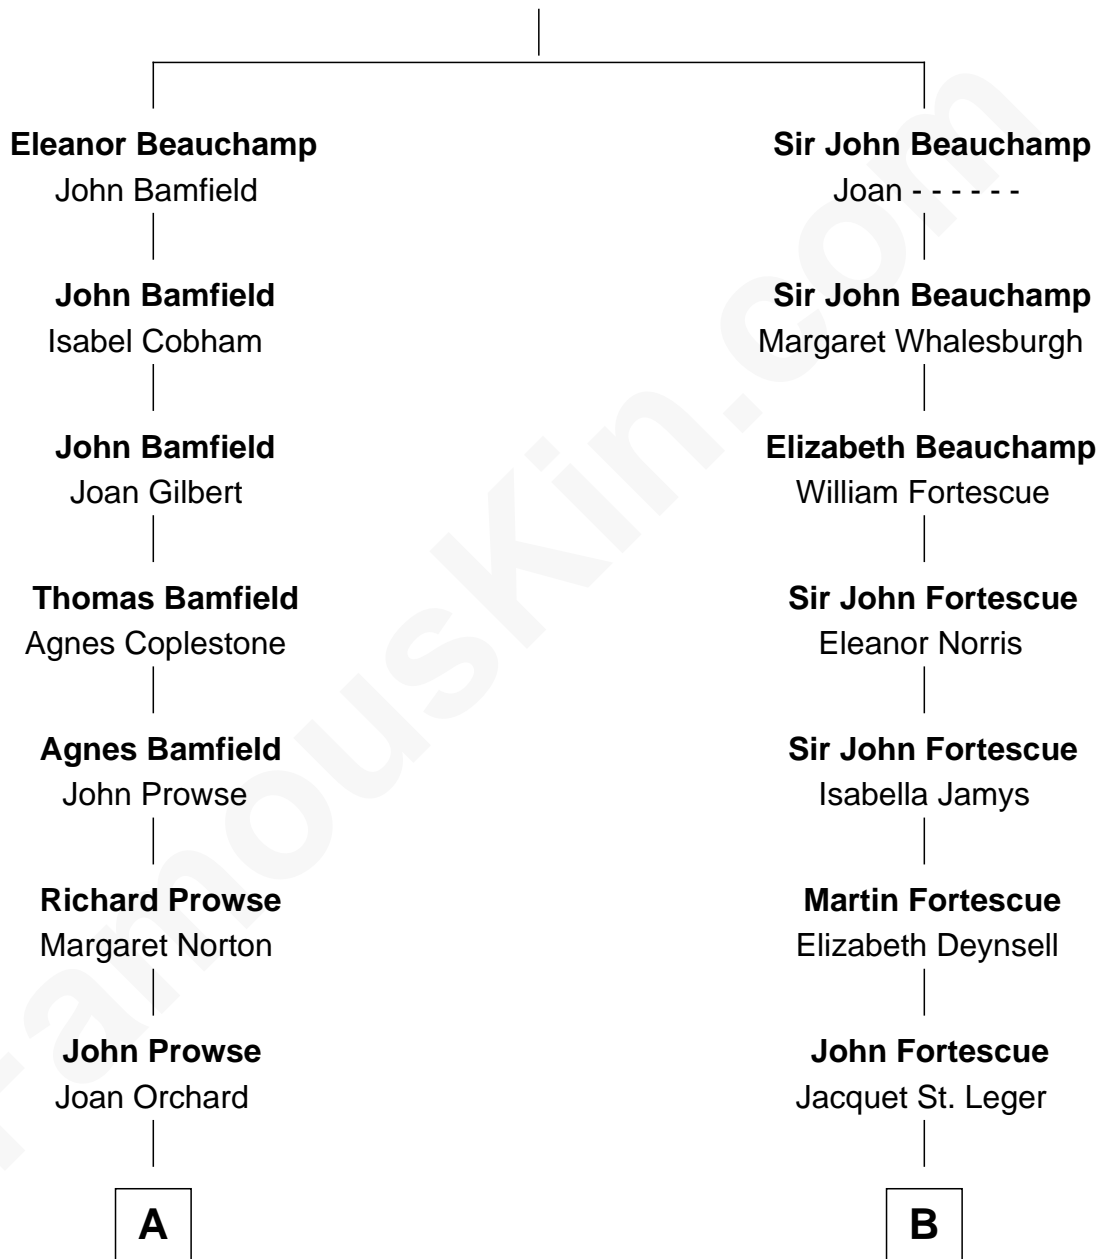 Eleanor Beauchamp
John Bamfield
John Bamfield
Isabel Cobham
John Bamfield
Joan Gilbert
Thomas Bamfield
Agnes Coplestone
Agnes Bamfield
John Prowse
Richard Prowse
Margaret Norton
John Prowse
Joan Orchard
A
Sir John Beauchamp
Joan - - - - - -
Sir John Beauchamp
Margaret Whalesburgh
Elizabeth Beauchamp
William Fortescue
Sir John Fortescue
Eleanor Norris
Sir John Fortescue
Isabella Jamys
Martin Fortescue
Elizabeth Deynsell
John Fortescue
Jacquet St. Leger
B
FamousKin.com